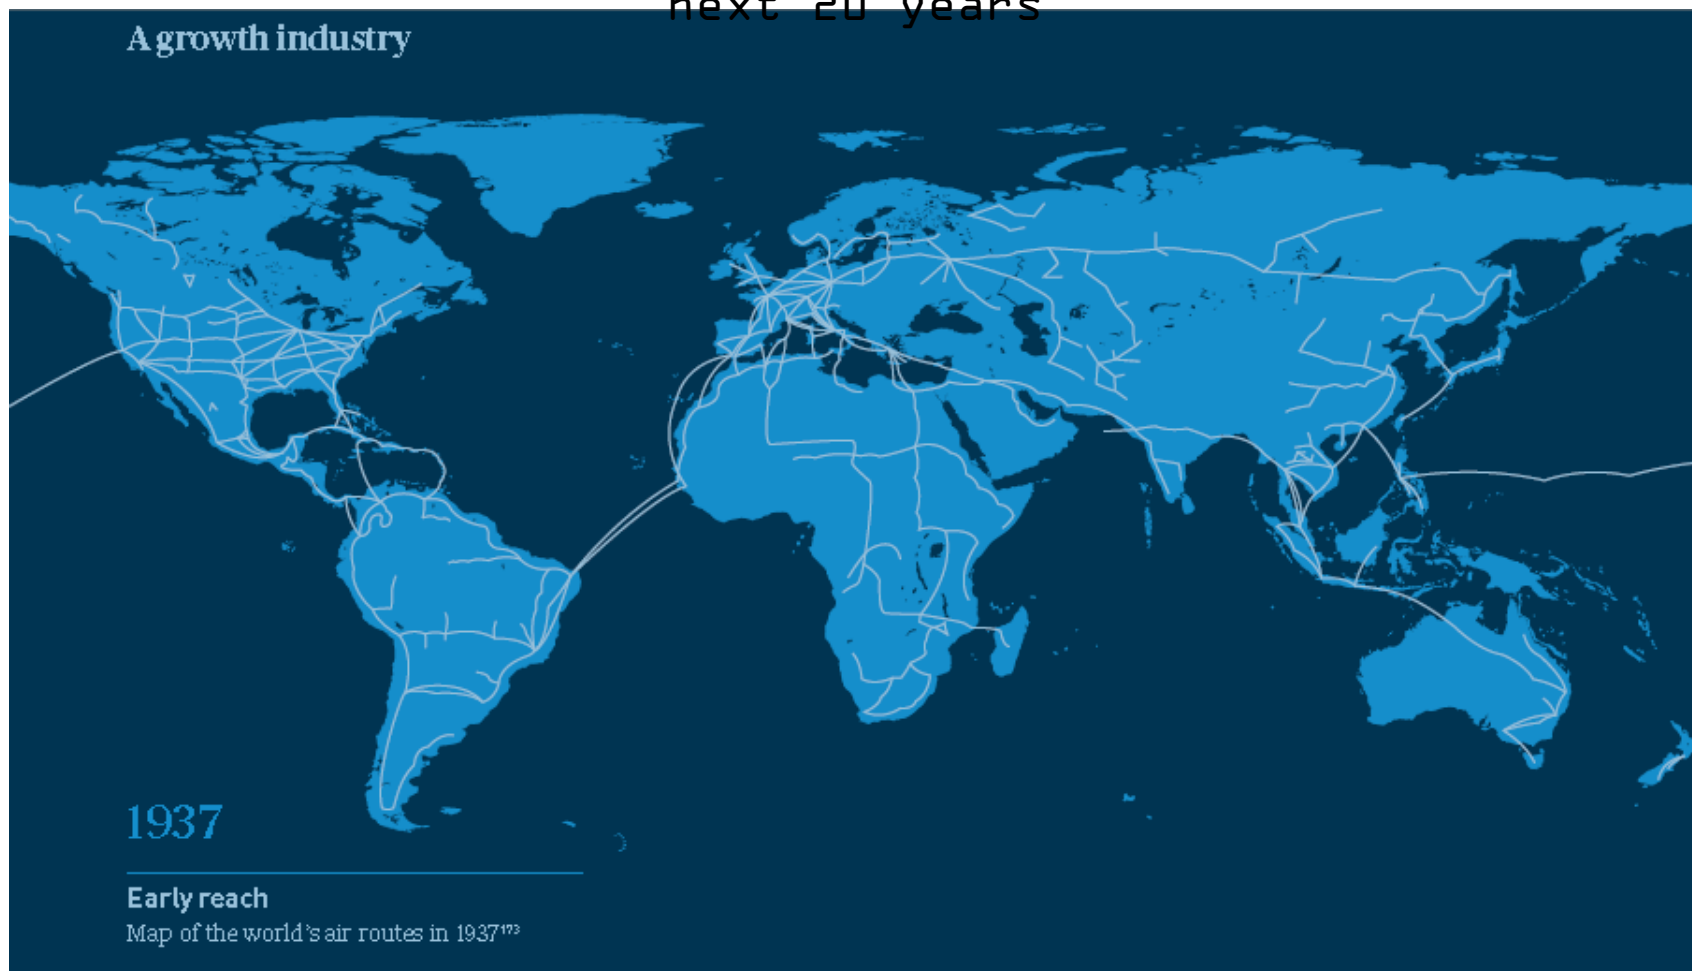 next 20 years
A growth industry
1937
Early reach
Map of the world's air routes in 1937¹⁷³